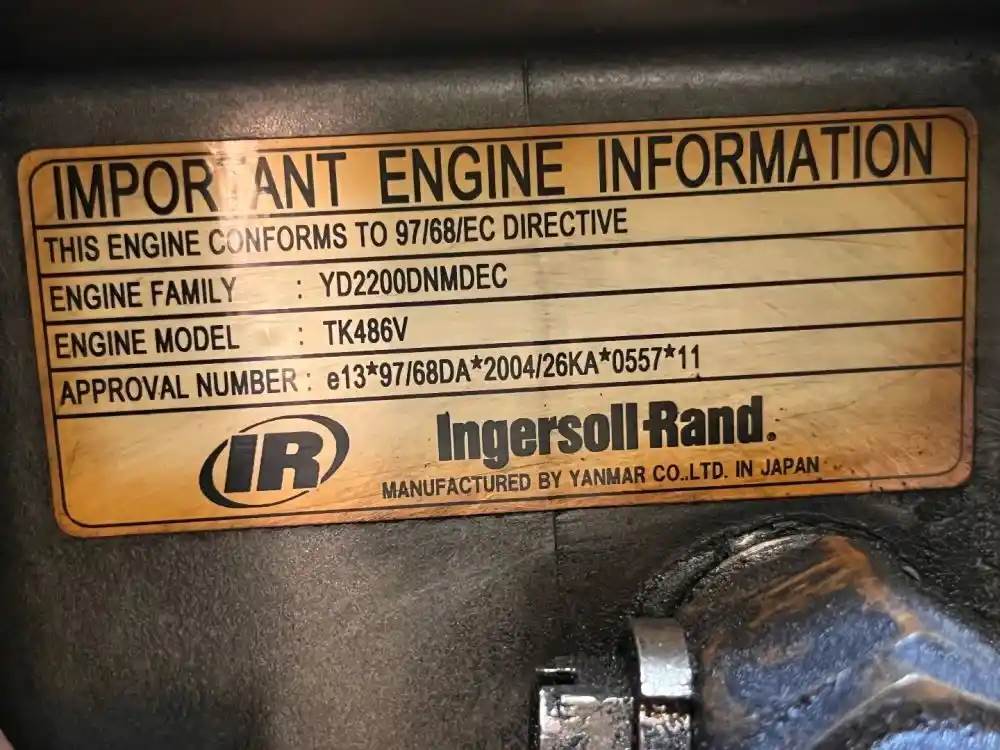 IMPORTANT ENGINE INFORMATION
THIS ENGINE CONFORMS TO 97/68/EC DIRECTIVE
ENGINE FAMILY : YD2200DNMDEC
ENGINE MODEL : TK486V
APPROVAL NUMBER : e13*97/68DA*2004/26KA*0557*11
IR Ingersoll-Rand.
MANUFACTURED BY YANMAR CO.,LTD. IN JAPAN